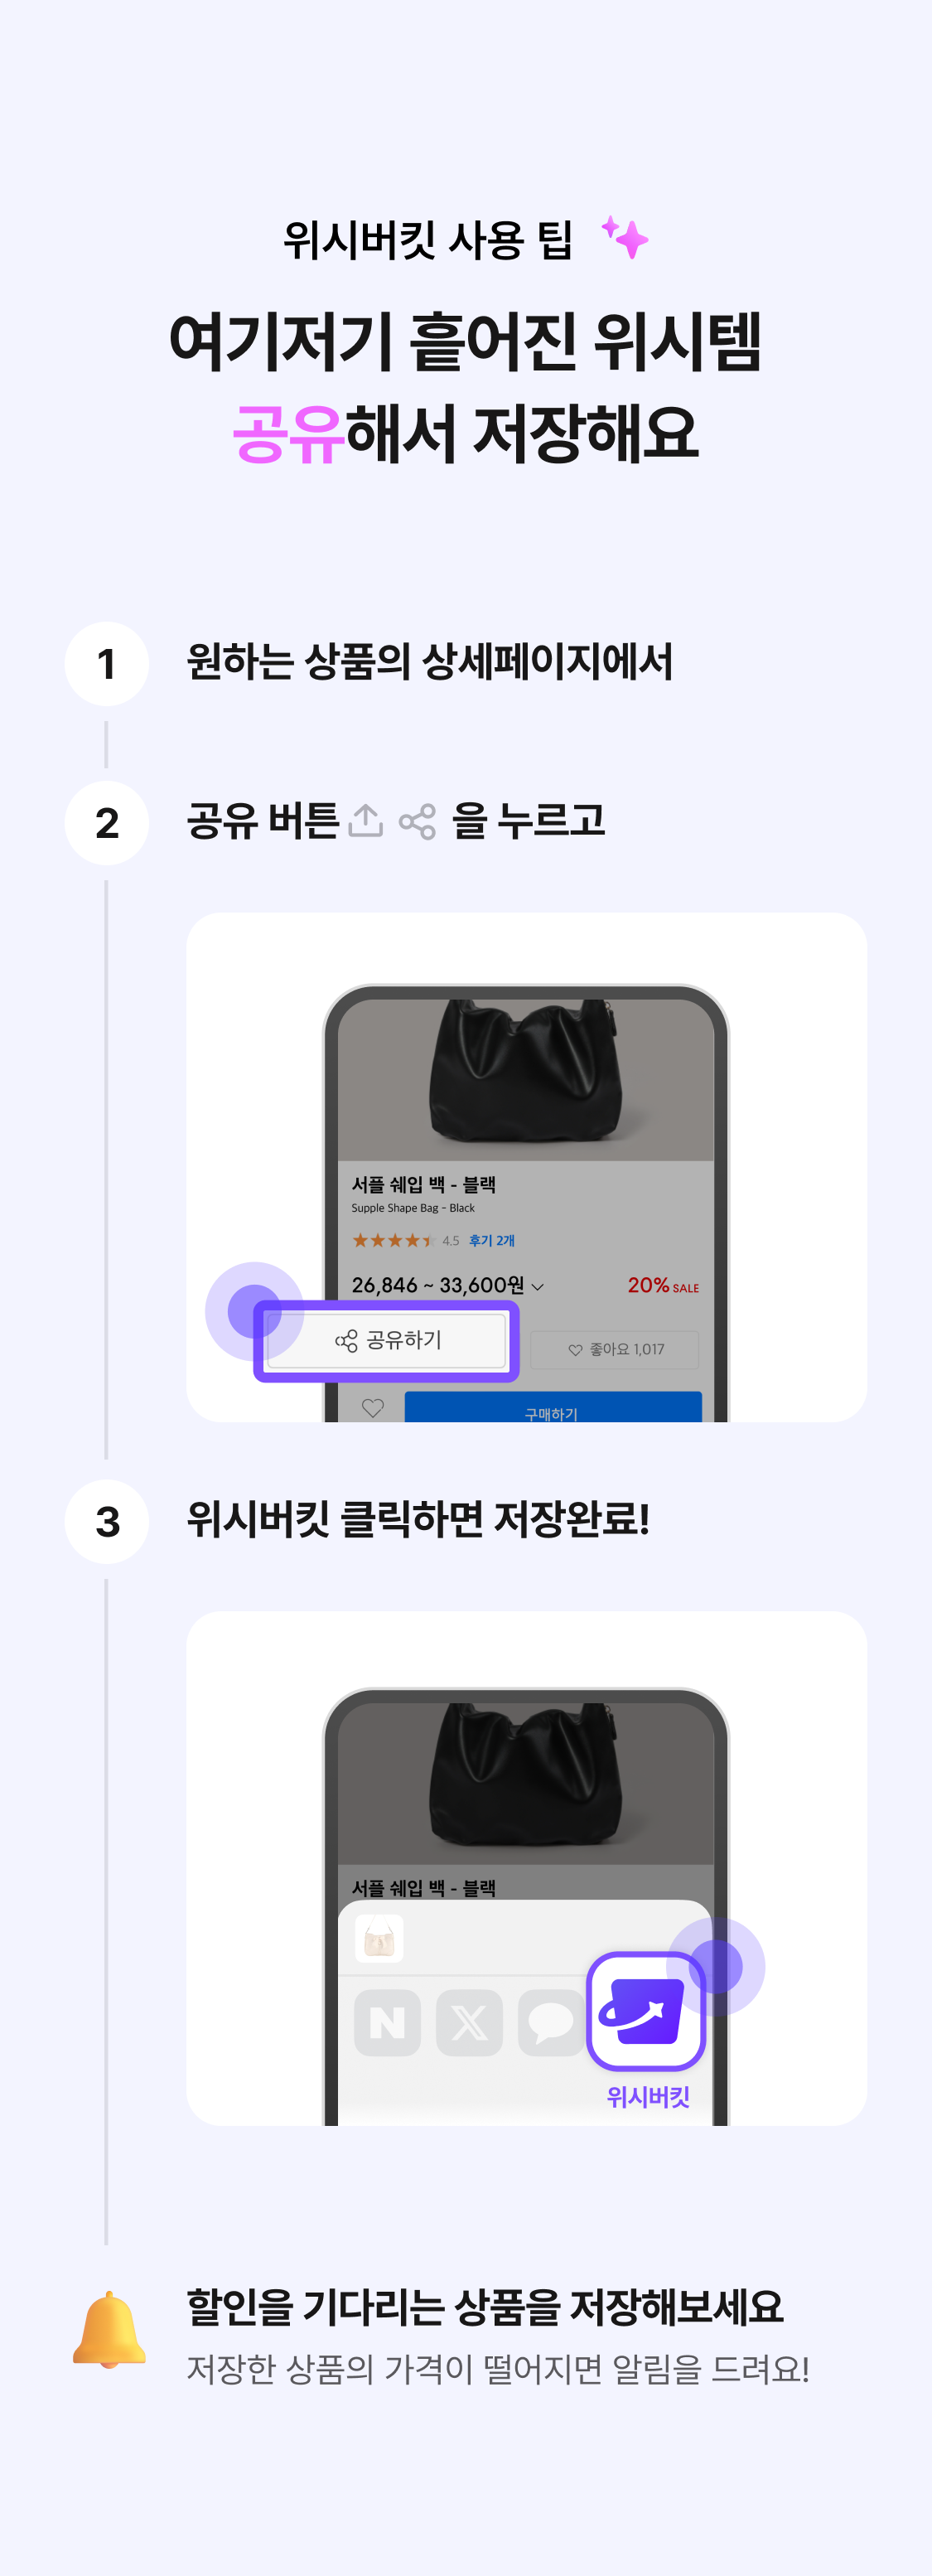 위시버킷 사용 팁
여기저기 흩어진 위시템
공유해서 저장해요
1
원하는 상품의 상세페이지에서
2
공유 버튼 을 누르고
서플 쉐입 백 - 블랙
Supple Shape Bag - Black
4.5 후기 2개
26,846 ~ 33,600원
20% SALE
공유하기
좋아요 1,017
구매하기
3
위시버킷 클릭하면 저장완료!
서플 쉐입 백 - 블랙
N
X
위시버킷
할인을 기다리는 상품을 저장해보세요
저장한 상품의 가격이 떨어지면 알림을 드려요!